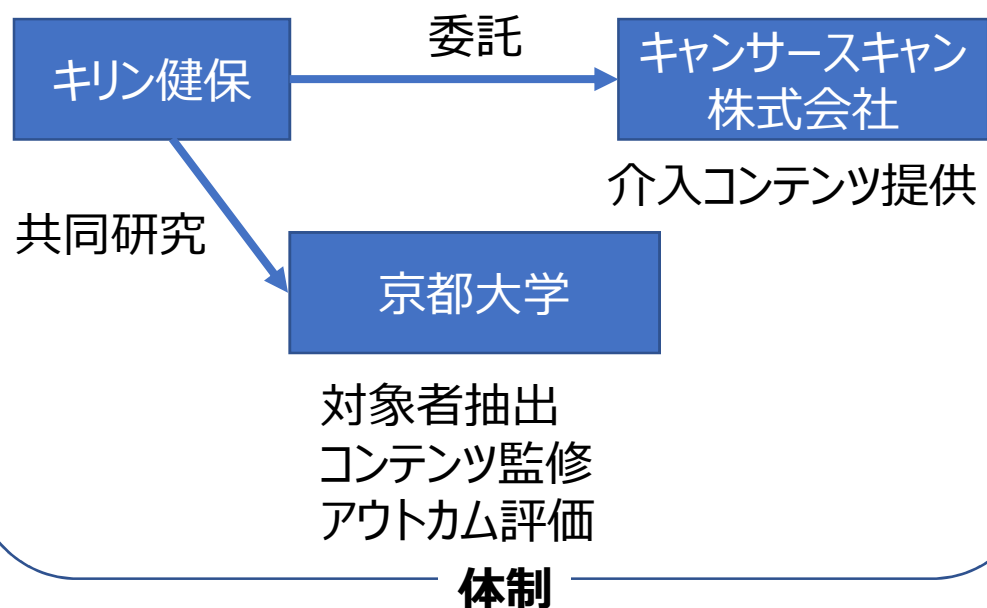 委託
キリン健保
キャンサースキャン
株式会社
介入コンテンツ提供
共同研究
京都大学
対象者抽出
コンテンツ監修
アウトカム評価
体制